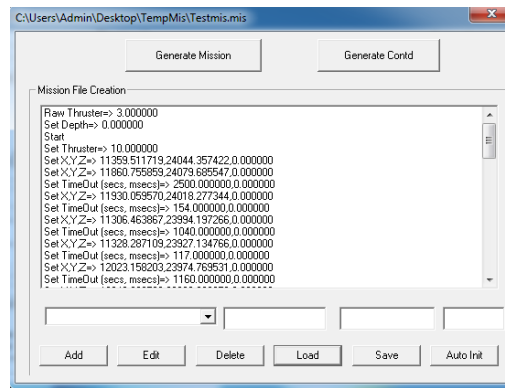 C:\Users\Admin\Desktop\TempMis\Testmis.mis
Generate Mission
Generate Contd
Mission File Creation
Raw Thruster=> 3.000000
Set Depth=> 0.000000
Start
Set Thruster=> 10.000000
Set X,Y,Z=> 11359.511719,24044.357422,0.000000
Set X,Y,Z=> 11860.755859,24079.685547,0.000000
Set TimeOut (secs, msecs)=> 2500.000000,0.000000
Set X,Y,Z=> 11930.059570,24018.277344,0.000000
Set TimeOut (secs, msecs)=> 154.000000,0.000000
Set X,Y,Z=> 11306.463867,23994.197266,0.000000
Set TimeOut (secs, msecs)=> 1040.000000,0.000000
Set X,Y,Z=> 11328.287109,23927.134766,0.000000
Set TimeOut (secs, msecs)=> 117.000000,0.000000
Set X,Y,Z=> 12023.158203,23974.769531,0.000000
Set TimeOut (secs, msecs)=> 1160.000000,0.000000
Add
Edit
Delete
Load
Save
Auto Init